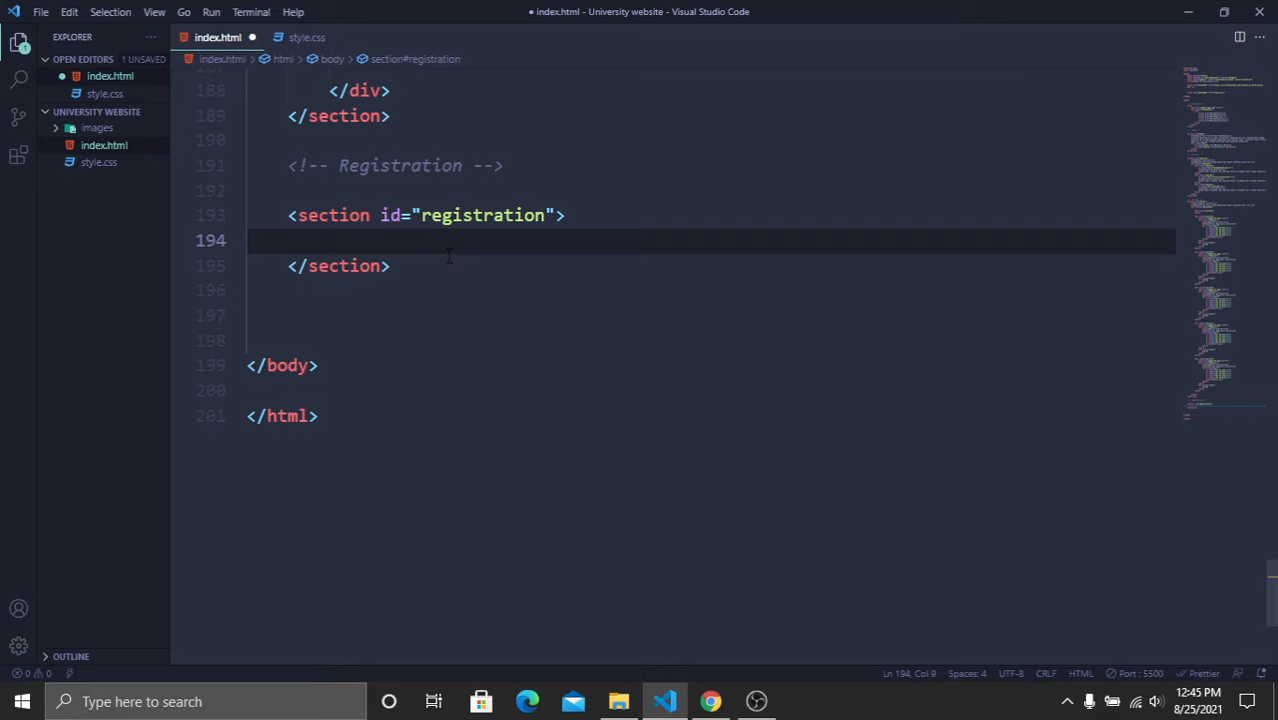 File Edit Selection View Go Run Terminal Help
● index.html - University website - Visual Studio Code
EXPLORER ···
index.html ●
style.css
OPEN EDITORS 1 UNSAVED
● index.html
style.css
UNIVERSITY WEBSITE
images
index.html
style.css
OUTLINE
index.html > html > body > section#registration
188 </div>
189 </section>
190
191 <!-- Registration -->
192
193 <section id="registration">
194
195 </section>
196
197
198
199 </body>
200
201 </html>
0 0
Ln 194, Col 9 Spaces: 4 UTF-8 CRLF HTML Port : 5500 Prettier
Type here to search
12:45 PM
8/25/2021